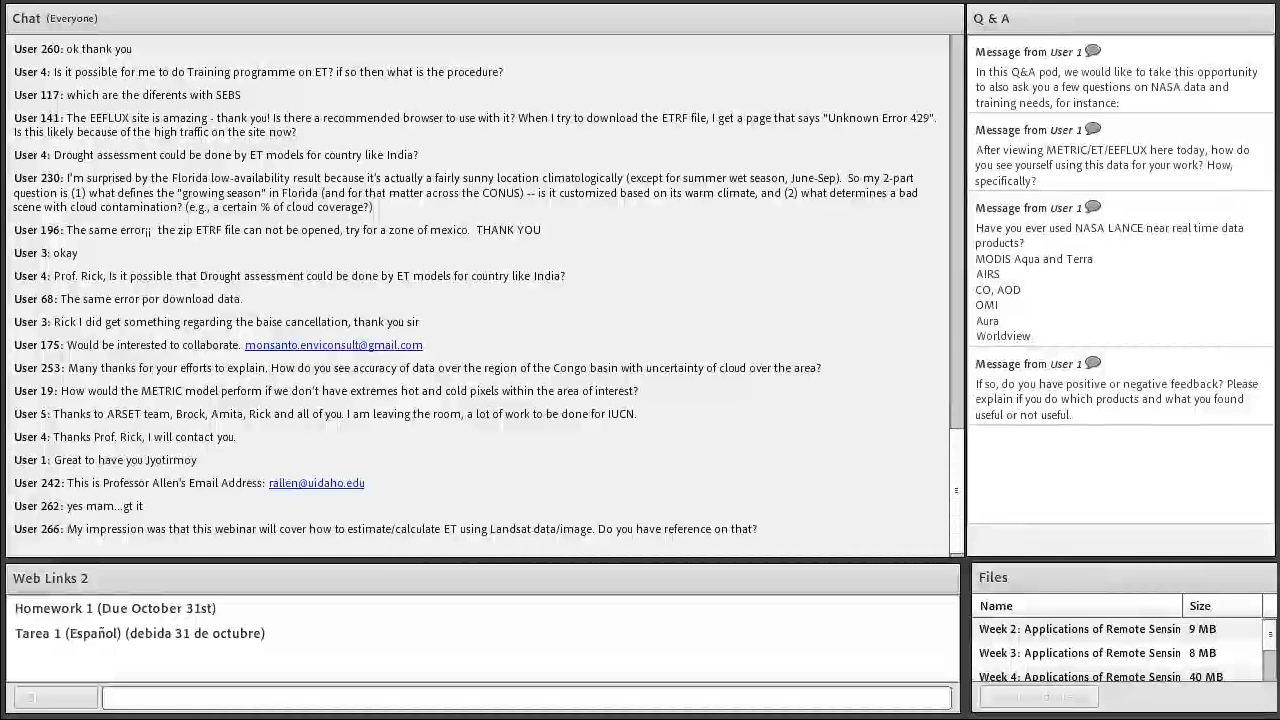 Chat (Everyone)
User 260: ok thank you
User 4: Is it possible for me to do Training programme on ET? if so then what is the procedure?
User 117: which are the diferents with SEBS
User 141: The EEFLUX site is amazing - thank you! Is there a recommended browser to use with it? When I try to download the ETRF file, I get a page that says "Unknown Error 429".
Is this likely because of the high traffic on the site now?
User 4: Drought assessment could be done by ET models for country like India?
User 230: I'm surprised by the Florida low-availability result because it's actually a fairly sunny location climatologically (except for summer wet season, June-Sep). So my 2-part
question is (1) what defines the "growing season" in Florida (and for that matter across the CONUS) -- is it customized based on its warm climate, and (2) what determines a bad
scene with cloud contamination? (e.g., a certain % of cloud coverage?)
User 196: The same error¡¡ the zip ETRF file can not be opened, try for a zone of mexico. THANK YOU
User 3: okay
User 4: Prof. Rick, Is it possible that Drought assessment could be done by ET models for country like India?
User 68: The same error por download data.
User 3: Rick I did get something regarding the baise cancellation, thank you sir
User 175: Would be interested to collaborate. monsanto.enviconsult@gmail.com
User 253: Many thanks for your efforts to explain. How do you see accuracy of data over the region of the Congo basin with uncertainty of cloud over the area?
User 19: How would the METRIC model perform if we don't have extremes hot and cold pixels within the area of interest?
User 5: Thanks to ARSET team, Brock, Amita, Rick and all of you. I am leaving the room, a lot of work to be done for IUCN.
User 4: Thanks Prof. Rick, I will contact you.
User 1: Great to have you Jyotirmoy
User 242: This is Professor Allen's Email Address: rallen@uidaho.edu
User 262: yes mam...gt it
User 266: My impression was that this webinar will cover how to estimate/calculate ET using Landsat data/image. Do you have reference on that?
Q & A
Message from User 1
In this Q&A pod, we would like to take this opportunity
to also ask you a few questions on NASA data and
training needs, for instance:
Message from User 1
After viewing METRIC/ET/EEFLUX here today, how do
you see yourself using this data for your work? How,
specifically?
Message from User 1
Have you ever used NASA LANCE near real time data
products?
MODIS Aqua and Terra
AIRS
CO, AOD
OMI
Aura
Worldview
Message from User 1
If so, do you have positive or negative feedback? Please
explain if you do which products and what you found
useful or not useful.
Web Links 2
Homework 1 (Due October 31st)
Tarea 1 (Español) (debida 31 de octubre)
Files
Name Size
Week 2: Applications of Remote Sensin 9 MB
Week 3: Applications of Remote Sensin 8 MB
Week 4: Applications of Remote Sensin 40 MB